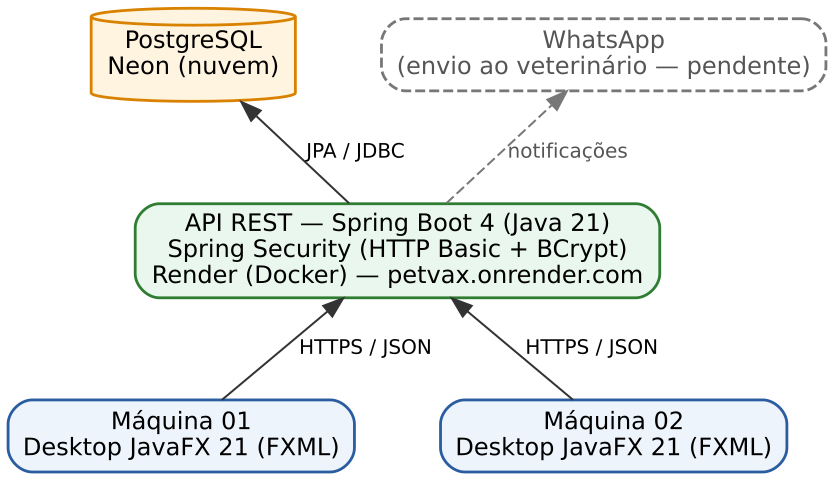 PostgreSQL
Neon (nuvem)
WhatsApp
(envio ao veterinário — pendente)
JPA / JDBC
notificações
API REST — Spring Boot 4 (Java 21)
Spring Security (HTTP Basic + BCrypt)
Render (Docker) — petvax.onrender.com
HTTPS / JSON
HTTPS / JSON
Máquina 01
Desktop JavaFX 21 (FXML)
Máquina 02
Desktop JavaFX 21 (FXML)